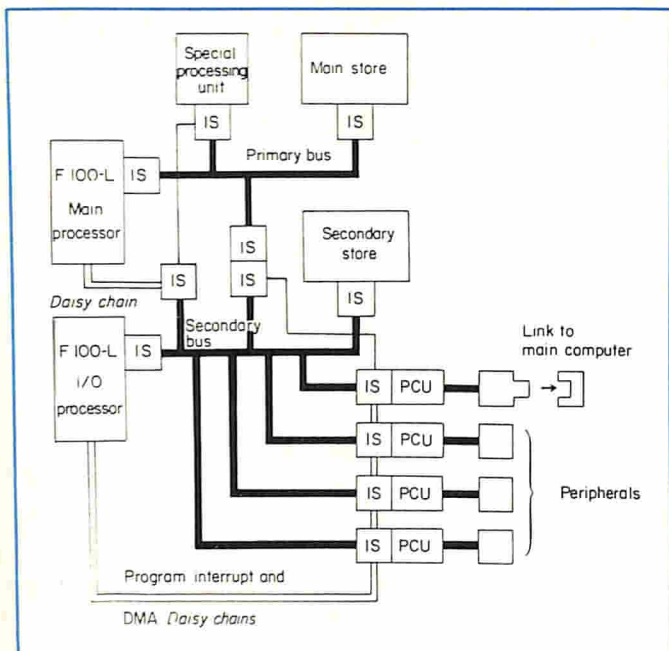 Special
processing
unit
Main store
IS
IS
Primary bus
F 100-L
Main
processor
IS
IS
Secondary
store
IS
IS
Daisy chain
IS
Secondary
bus
F 100-L
I/O
processor
IS
Link to
main computer
IS PCU
IS PCU
IS PCU
IS PCU
Peripherals
Program interrupt and
DMA Daisy chains